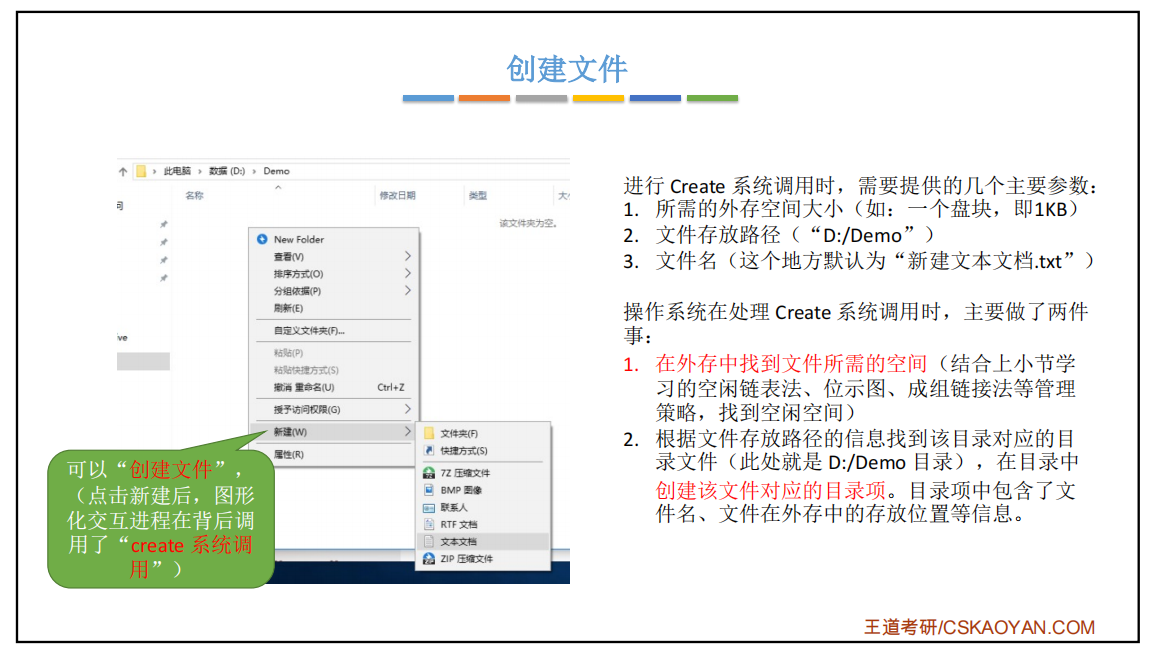 创建文件
此电脑 › 数据 (D:) › Demo
名称 修改日期 类型 大小
该文件夹为空。
New Folder
查看(V)
排序方式(O)
分组依据(P)
刷新(E)
自定义文件夹(F)...
粘贴(P)
粘贴快捷方式(S)
撤消 重命名(U) Ctrl+Z
授予访问权限(G)
新建(W)
属性(R)
文件夹(F)
快捷方式(S)
7Z 压缩文件
BMP 图像
联系人
RTF 文档
文本文档
ZIP 压缩文件
可以“创建文件”，
（点击新建后，图形
化交互进程在背后调
用了“create 系统调
用”）
进行 Create 系统调用时，需要提供的几个主要参数：
1. 所需的外存空间大小（如：一个盘块，即1KB）
2. 文件存放路径（“D:/Demo”）
3. 文件名（这个地方默认为“新建文本文档.txt”）
操作系统在处理 Create 系统调用时，主要做了两件
事：
1. 在外存中找到文件所需的空间（结合上小节学
习的空闲链表法、位示图、成组链接法等管理
策略，找到空闲空间）
2. 根据文件存放路径的信息找到该目录对应的目
录文件（此处就是 D:/Demo 目录），在目录中
创建该文件对应的目录项。目录项中包含了文
件名、文件在外存中的存放位置等信息。
王道考研/CSKAOYAN.COM